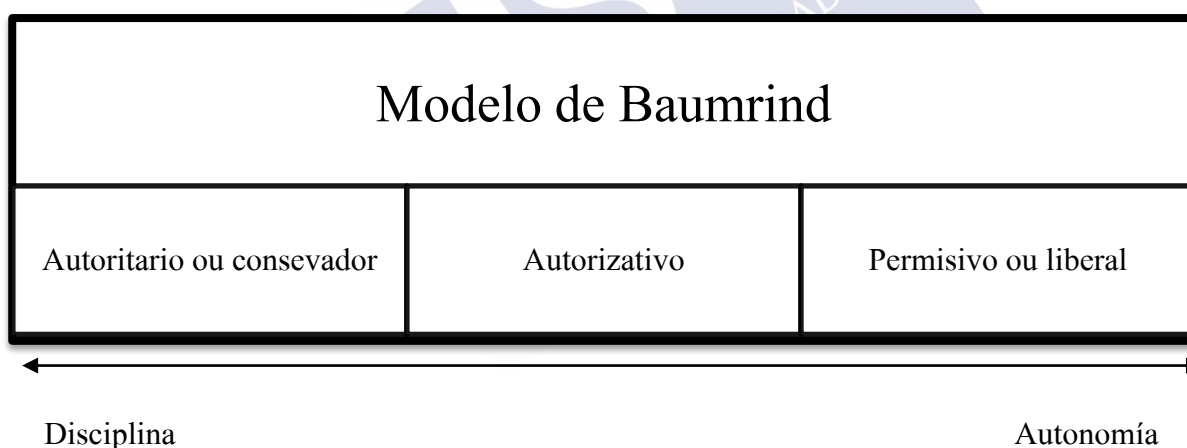 Modelo de Baumrind
Autoritario ou consevador
Autorizativo
Permisivo ou liberal
Disciplina
Autonomía